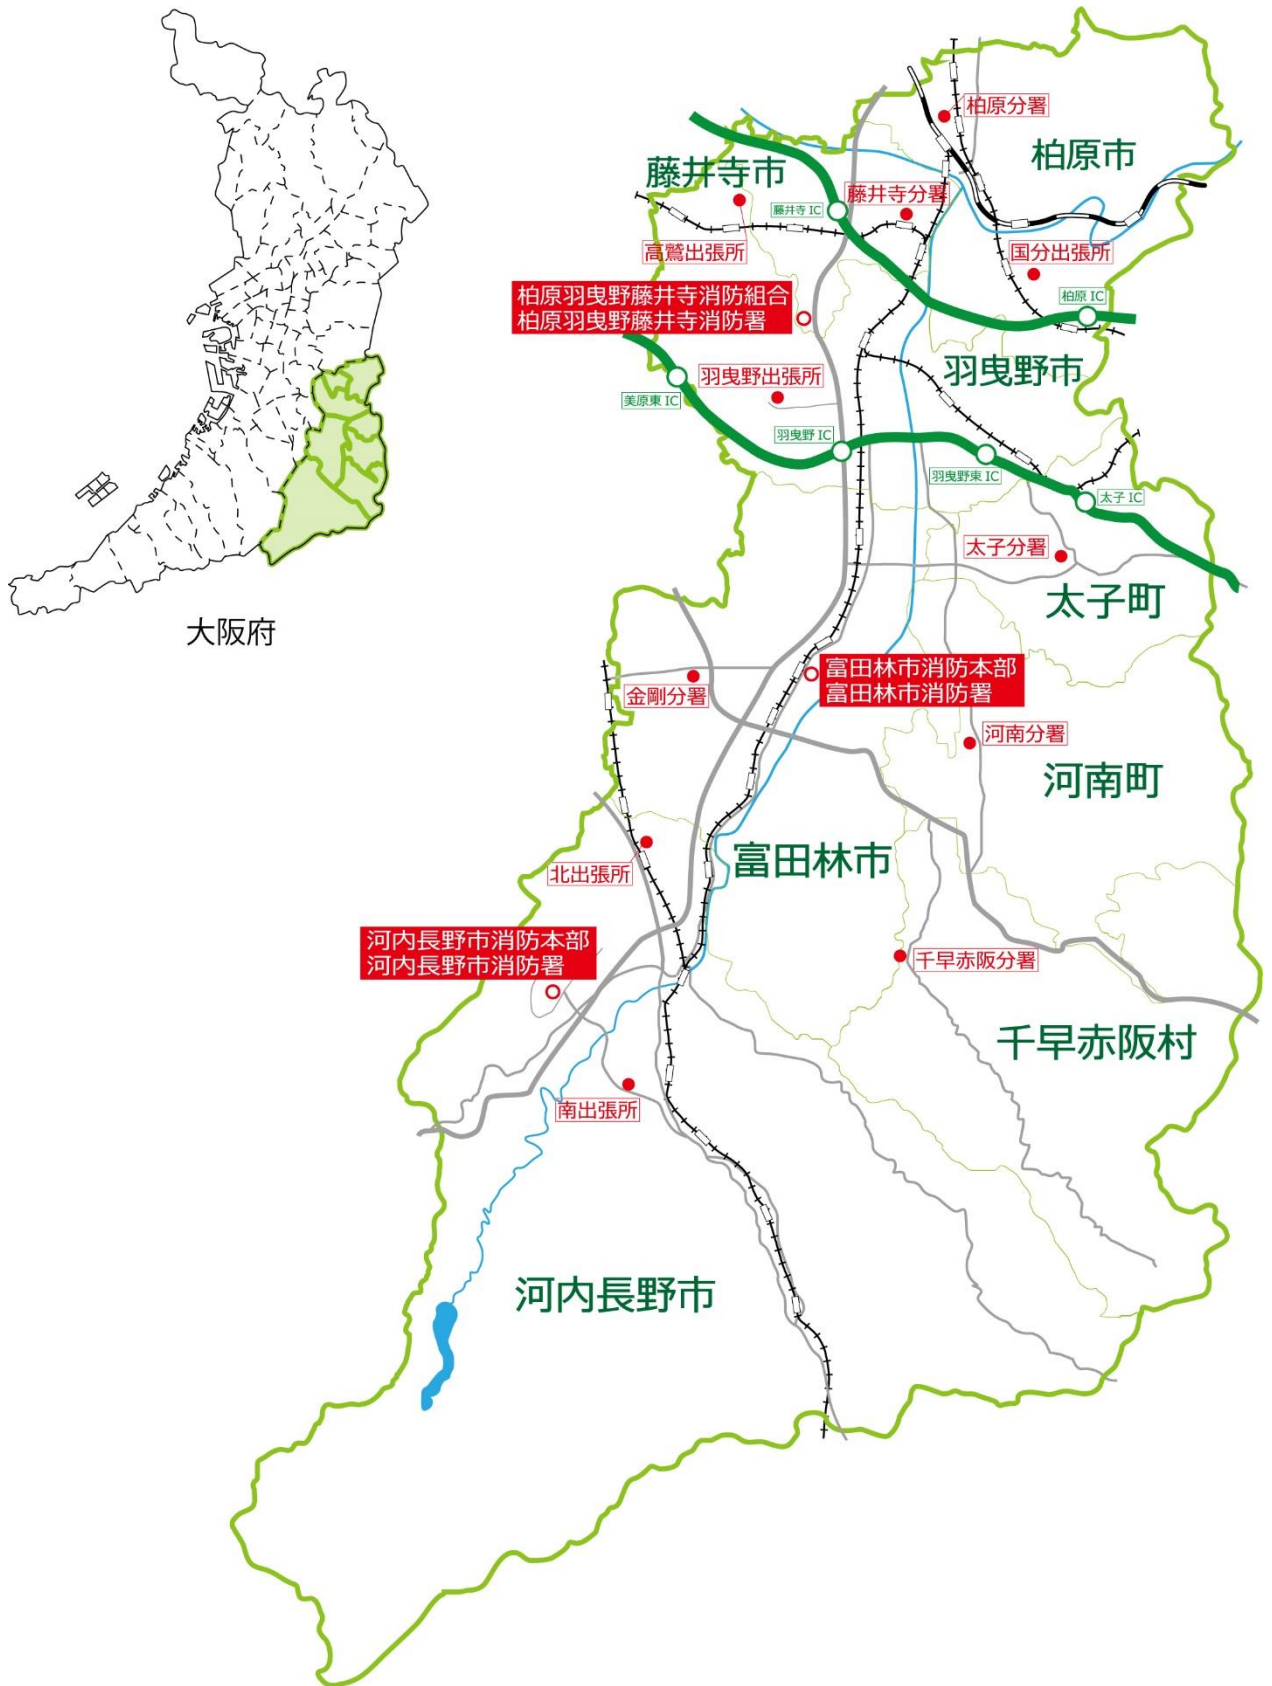 柏原分署
柏原市
藤井寺市
藤井寺分署
藤井寺 IC
高鷲出張所
国分出張所
柏原羽曳野藤井寺消防組合
柏原羽曳野藤井寺消防署
柏原 IC
羽曳野市
羽曳野出張所
美原東 IC
羽曳野 IC
羽曳野東 IC
太子 IC
太子分署
太子町
大阪府
富田林市消防本部
富田林市消防署
金剛分署
河南分署
河南町
富田林市
北出張所
河内長野市消防本部
河内長野市消防署
千早赤阪分署
千早赤阪村
南出張所
河内長野市